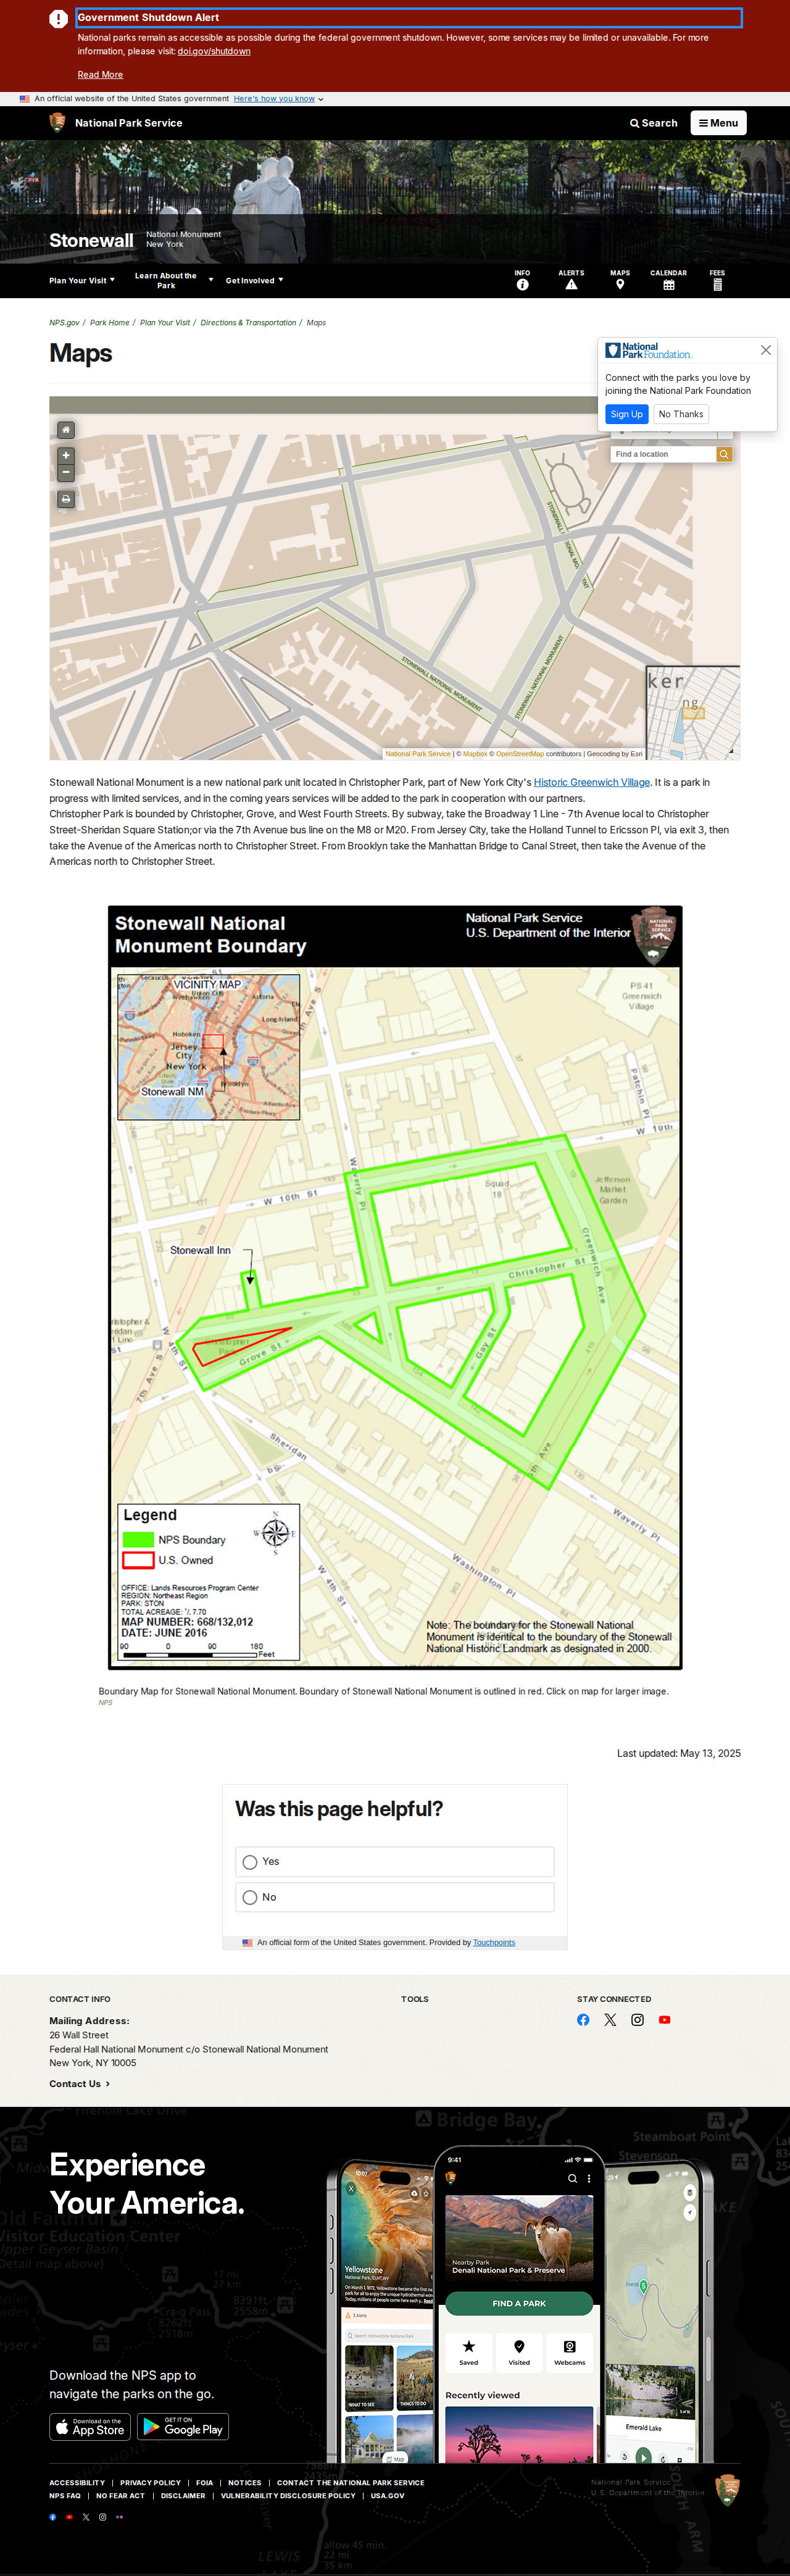 Government Shutdown Alert
National parks remain as accessible as possible during the federal government shutdown. However, some services may be limited or unavailable. For more
information, please visit: doi.gov/shutdown
Read More
An official website of the United States government Here's how you know
National Park Service
Search
Menu
Stonewall
National Monument
New York
Plan Your Visit
Learn About the
Park
Get Involved
INFO
ALERTS
MAPS
CALENDAR
FEES
NPS.gov / Park Home / Plan Your Visit / Directions & Transportation / Maps
Maps
National
Park Foundation
Connect with the parks you love by
joining the National Park Foundation
Sign Up
No Thanks
Find a location
STONEWALL NATIONAL MONUMENT
STONEWALL NATIONAL MONUMENT
National Park Service | © Mapbox © OpenStreetMap contributors | Geocoding by Esri
ker
ng
Stonewall National Monument is a new national park unit located in Christopher Park, part of New York City's Historic Greenwich Village. It is a park in
progress with limited services, and in the coming years services will be added to the park in cooperation with our partners.
Christopher Park is bounded by Christopher, Grove, and West Fourth Streets. By subway, take the Broadway 1 Line - 7th Avenue local to Christopher
Street-Sheridan Square Station;or via the 7th Avenue bus line on the M8 or M20. From Jersey City, take the Holland Tunnel to Ericsson Pl, via exit 3, then
take the Avenue of the Americas north to Christopher Street. From Brooklyn take the Manhattan Bridge to Canal Street, then take the Avenue of the
Americas north to Christopher Street.
Stonewall National
Monument Boundary
National Park Service
U.S. Department of the Interior
VICINITY MAP
Weehawken
Astoria
Long Island
Hoboken
Jersey
City
New York
Brooklyn
Stonewall NM
PS 41
Greenwich
Village
Patchin Pl
W 10th
Waverly Pl
W 10th St
Squad
18
Jefferson
Market
Garden
Greenwich Ave
Stonewall Inn
Christopher St
W 4th St
Grove St
Gay St
7th Ave S
Sheridan
Waverly Pl
Washington Pl
W 4th St
Legend
NPS Boundary
U.S. Owned
N
W E
S
OFFICE: Lands Resources Program Center
REGION: Northeast Region
PARK: STON
TOTAL ACREAGE: +/- 7.70
MAP NUMBER: 668/132,012
DATE: JUNE 2016
90 0 90 180
Feet
Note: The boundary for the Stonewall National
Monument is identical to the boundary of the Stonewall
National Historic Landmark as designated in 2000.
Boundary Map for Stonewall National Monument. Boundary of Stonewall National Monument is outlined in red. Click on map for larger image.
NPS
Last updated: May 13, 2025
Was this page helpful?
Yes
No
An official form of the United States government. Provided by Touchpoints
CONTACT INFO
Mailing Address:
26 Wall Street
Federal Hall National Monument c/o Stonewall National Monument
New York, NY 10005
Contact Us
TOOLS
STAY CONNECTED
Experience
Your America.
Download the NPS app to
navigate the parks on the go.
Download on the
App Store
GET IT ON
Google Play
Yellowstone
9:41
Nearby Park
Denali National Park & Preserve
FIND A PARK
Saved
Visited
Webcams
Recently viewed
WHAT TO SEE
THINGS TO DO
Map
Emerald Lake
Bridge Bay
Steamboat Point
Stevenson
ACCESSIBILITY | PRIVACY POLICY | FOIA | NOTICES | CONTACT THE NATIONAL PARK SERVICE
NPS FAQ | NO FEAR ACT | DISCLAIMER | VULNERABILITY DISCLOSURE POLICY | USA.GOV
National Park Service
U.S. Department of the Interior